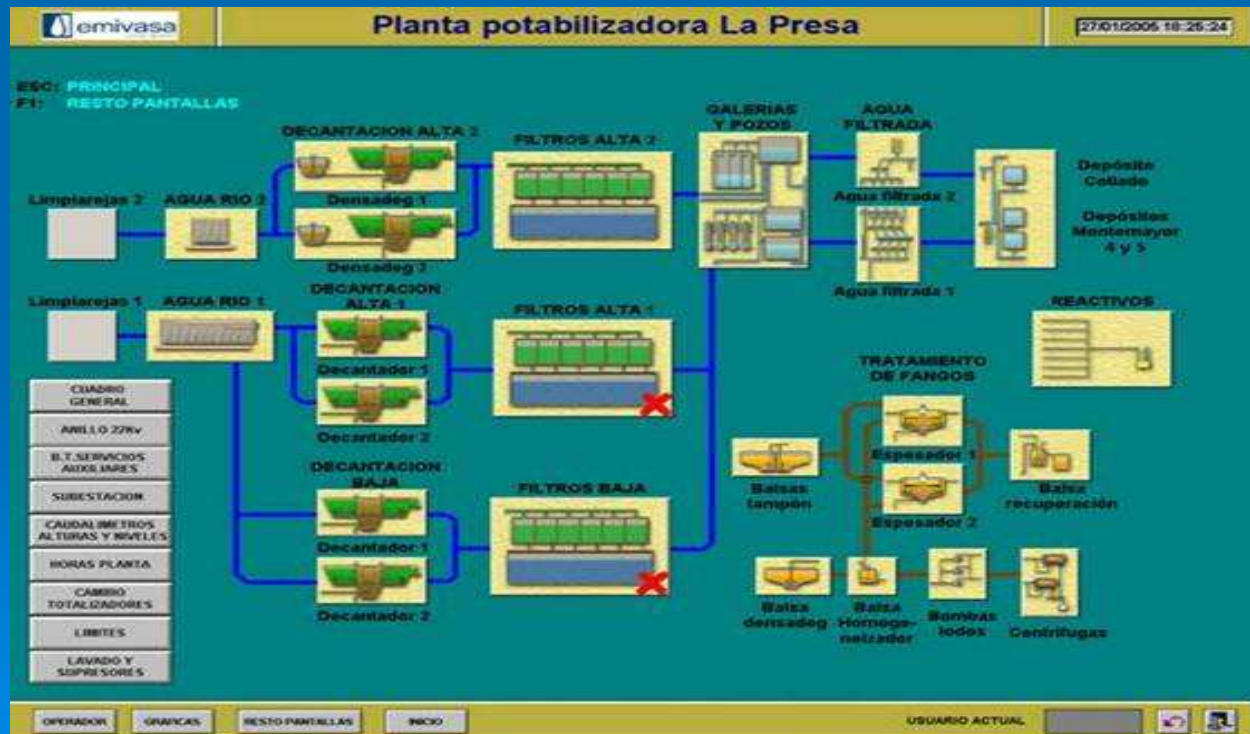 emivasa
Planta potabilizadora La Presa
27/01/2005 18:25:24
ESC: PRINCIPAL
F1: RESTO PANTALLAS
DECANTACION ALTA 2
FILTROS ALTA 2
GALERIAS
Y POZOS
AGUA
FILTRADA
Limpiarejas 2
AGUA RIO 2
Densadeg 1
Densadeg 2
Agua filtrada 2
Agua filtrada 1
Depósito
Collado
Depósitos
Montemayor
4 y 5
Limpiarejas 1
AGUA RIO 1
DECANTACION
ALTA 1
Decantador 1
Decantador 2
FILTROS ALTA 1
REACTIVOS
TRATAMIENTO
DE FANGOS
DECANTACION
BAJA
Decantador 1
Decantador 2
FILTROS BAJA
Balsas
tampón
Espesador 1
Espesador 2
Balsa
recuperación
Balsa
densadeg
Balsa
Homoge-
neizador
Bombas
lodos
Centrífugas
CUADRO
GENERAL
ANILLO 22Kv
B.T.SERVICIOS
AUXILIARES
SUBESTACION
CAUDALIMETROS
ALTURAS Y NIVELES
HORAS PLANTA
CAMBIO
TOTALIZADORES
LIMITES
LAVADO Y
SOPRESORES
OPERADOR
GRAFICAS
RESTO PANTALLAS
INICIO
USUARIO ACTUAL